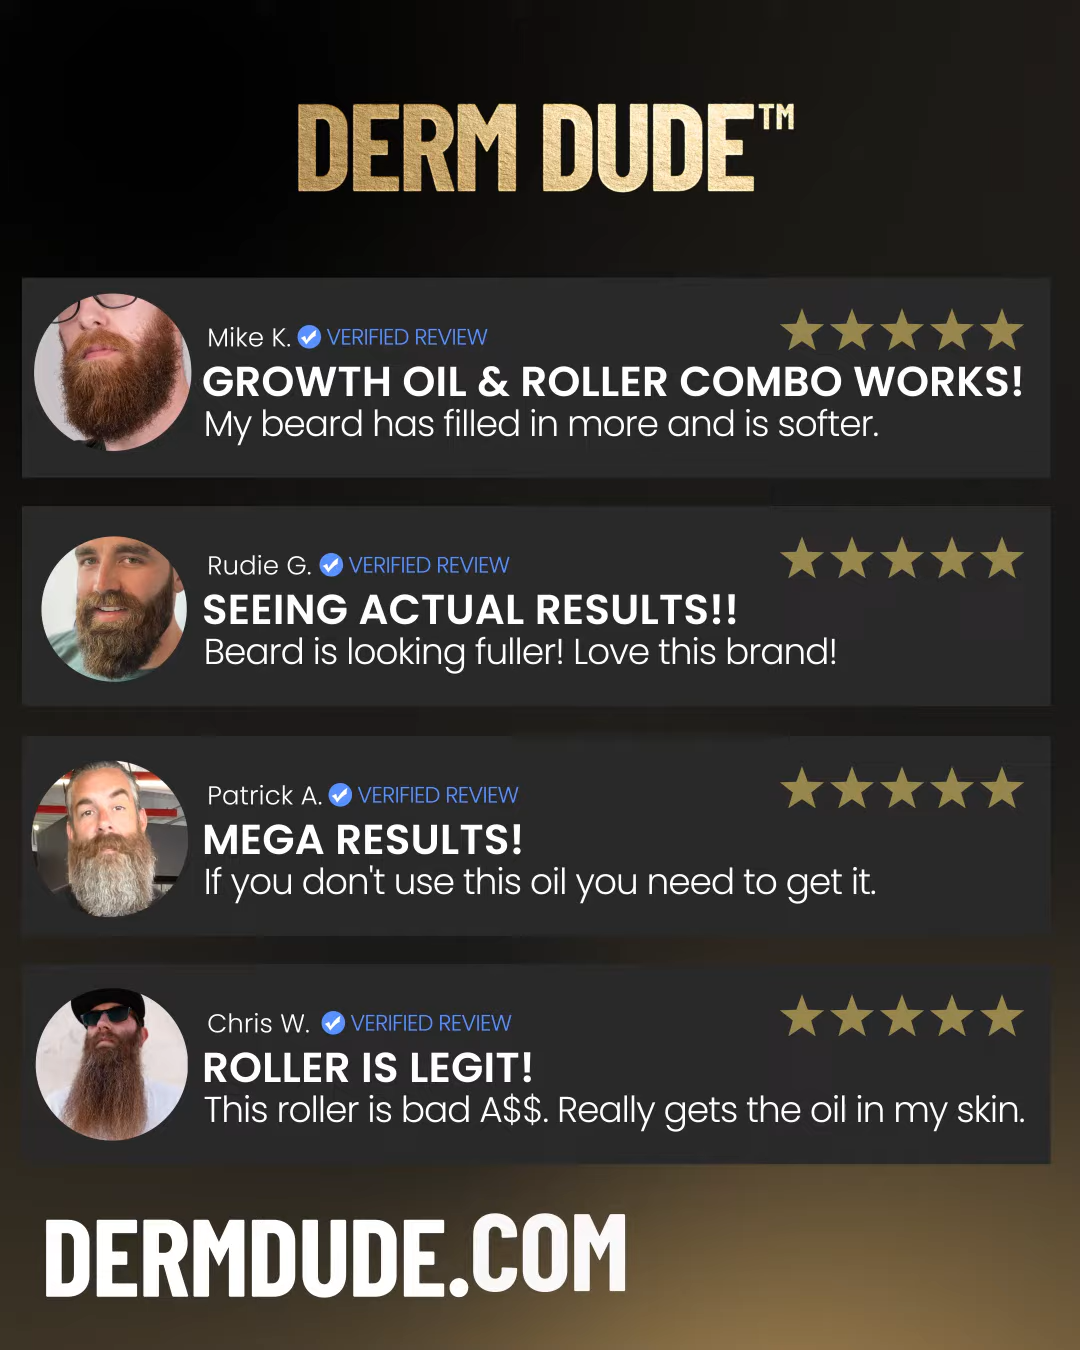 DERM DUDE™
Mike K. VERIFIED REVIEW
GROWTH OIL & ROLLER COMBO WORKS!
My beard has filled in more and is softer.
Rudie G. VERIFIED REVIEW
SEEING ACTUAL RESULTS!!
Beard is looking fuller! Love this brand!
Patrick A. VERIFIED REVIEW
MEGA RESULTS!
If you don't use this oil you need to get it.
Chris W. VERIFIED REVIEW
ROLLER IS LEGIT!
This roller is bad A$$. Really gets the oil in my skin.
DERMDUDE.COM